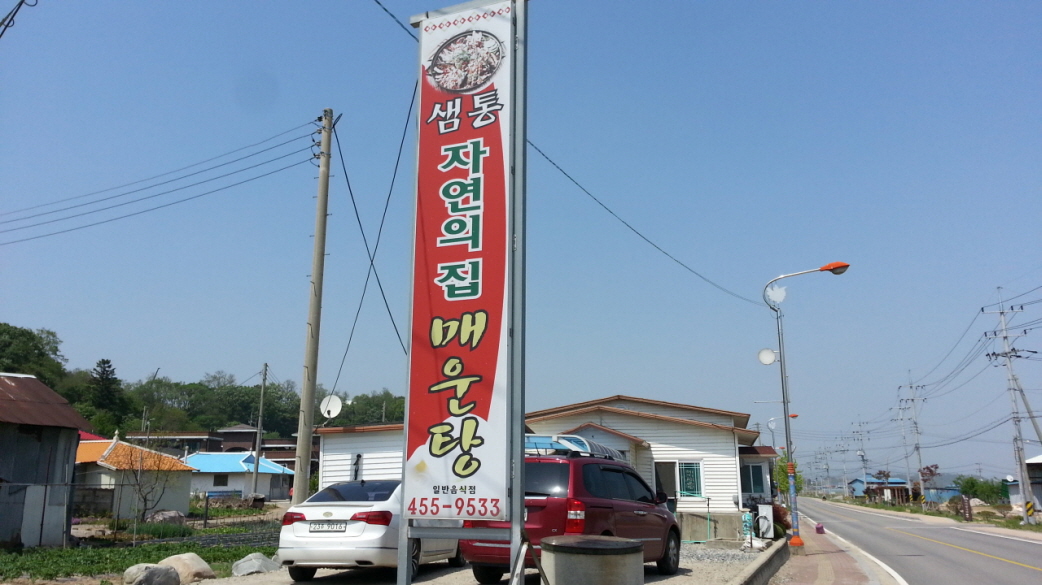 샘통
자연의 집
매운탕
일반음식점
455-9533